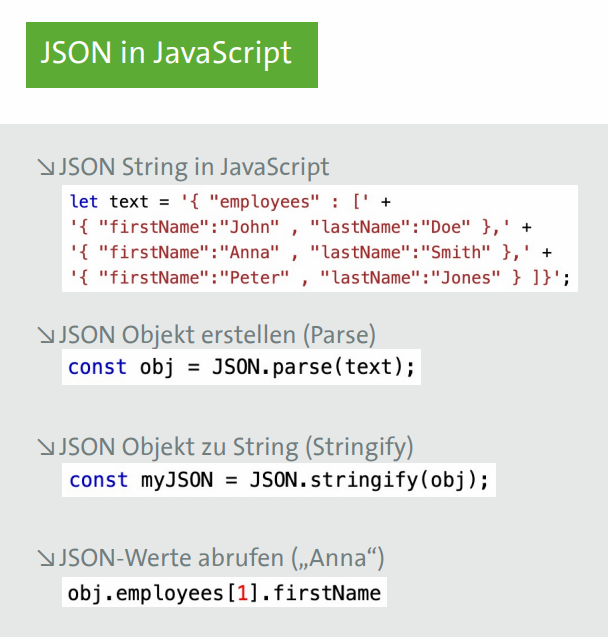 JSON in JavaScript
JSON String in JavaScript
let text = '{ "employees" : [' +
'{ "firstName":"John" , "lastName":"Doe" },' +
'{ "firstName":"Anna" , "lastName":"Smith" },' +
'{ "firstName":"Peter" , "lastName":"Jones" } ]}';
JSON Objekt erstellen (Parse)
const obj = JSON.parse(text);
JSON Objekt zu String (Stringify)
const myJSON = JSON.stringify(obj);
JSON-Werte abrufen („Anna“)
obj.employees[1].firstName